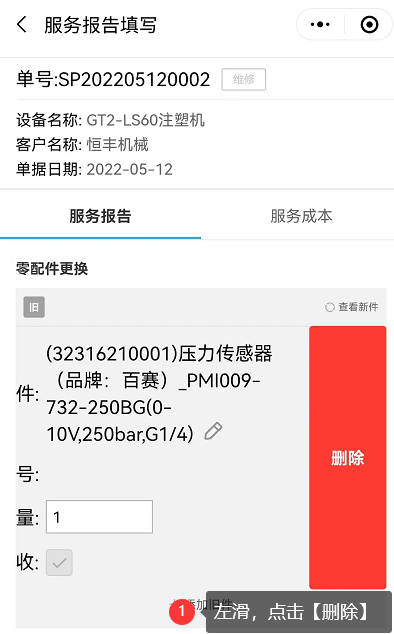 服务报告填写
单号:SP202205120002 维修
设备名称: GT2-LS60注塑机
客户名称: 恒丰机械
单据日期: 2022-05-12
服务报告 服务成本
零配件更换
旧 查看新件
(32316210001)压力传感器
（品牌：百赛）_PMI009-
件: 732-250BG(0-
10V,250bar,G1/4)
号:
量: 1
收:
删除
添加旧件
1 左滑，点击【删除】